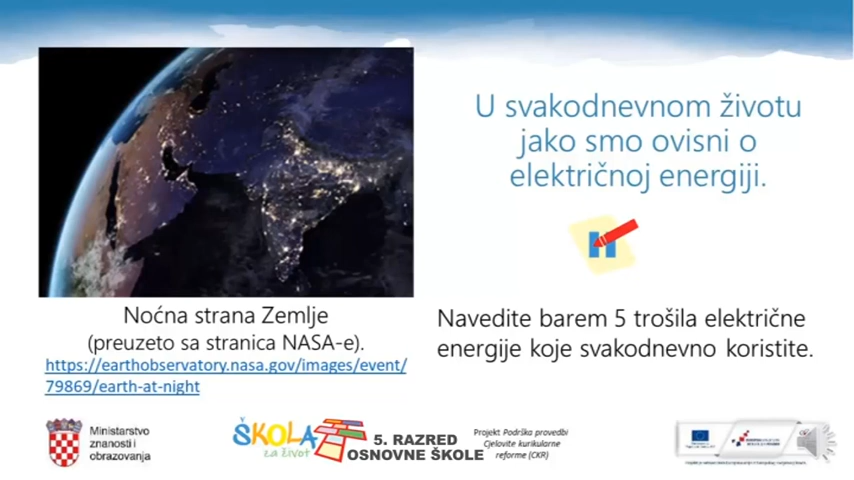 U svakodnevnom životu
jako smo ovisni o
električnoj energiji.
Noćna strana Zemlje
(preuzeto sa stranica NASA-e).
https://earthobservatory.nasa.gov/images/event/
79869/earth-at-night
Navedite barem 5 trošila električne
energije koje svakodnevno koristite.
Ministarstvo
znanosti i
obrazovanja
ŠKOLA
za život
5. RAZRED
OSNOVNE ŠKOLE
Projekt Podrška provedbi
Cjelovite kurikularne
reforme (CKR)